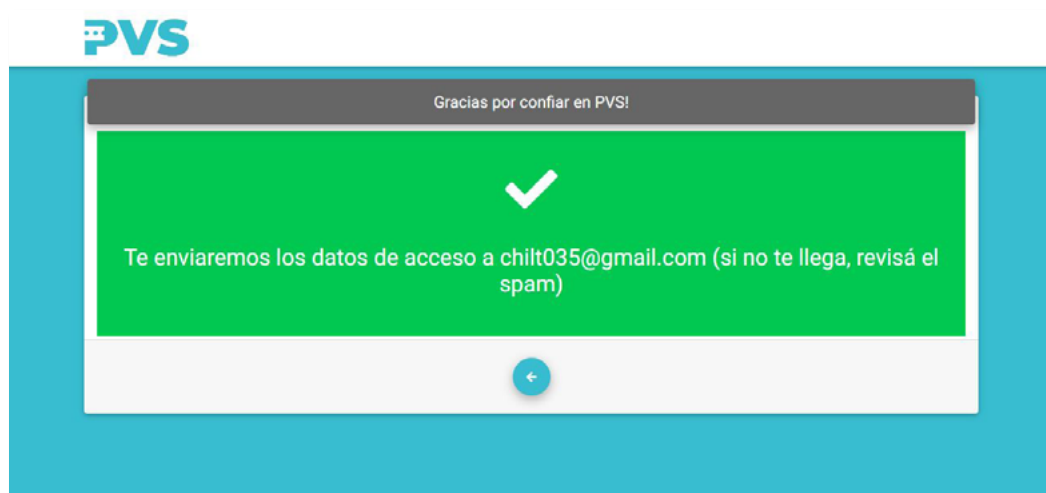 PVS
Gracias por confiar en PVS!
Te enviaremos los datos de acceso a chilt035@gmail.com (si no te llega, revisá el
spam)